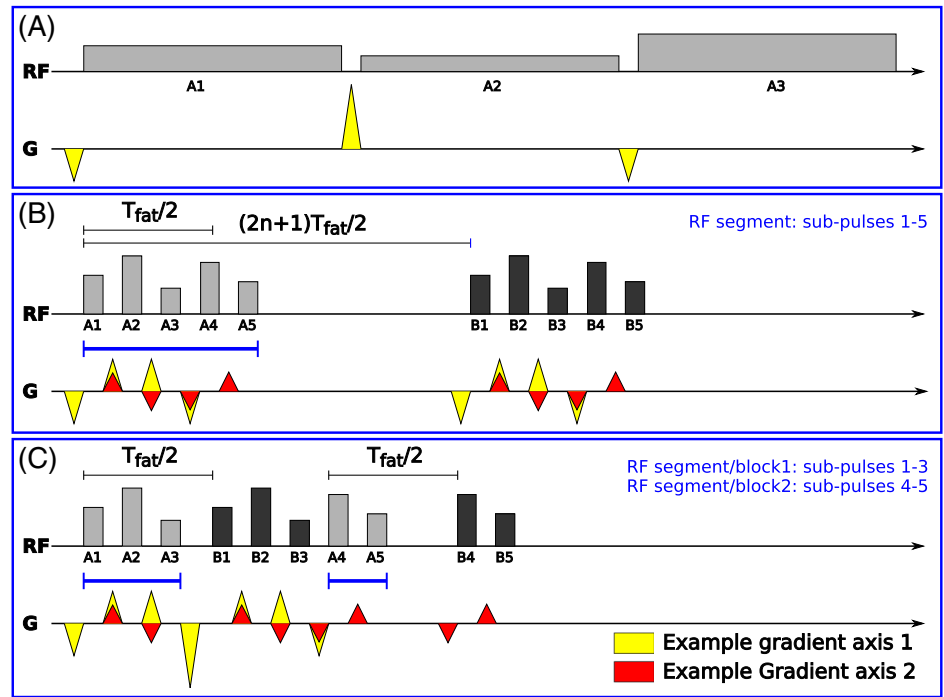 (A)
RF
A1 A2 A3
G
(B)
T_fat/2
(2n+1)T_fat/2
RF segment: sub-pulses 1-5
RF
A1 A2 A3 A4 A5 B1 B2 B3 B4 B5
G
(C)
T_fat/2 T_fat/2
RF segment/block1: sub-pulses 1-3
RF segment/block2: sub-pulses 4-5
RF
A1 A2 A3 B1 B2 B3 A4 A5 B4 B5
G
Example gradient axis 1
Example Gradient axis 2